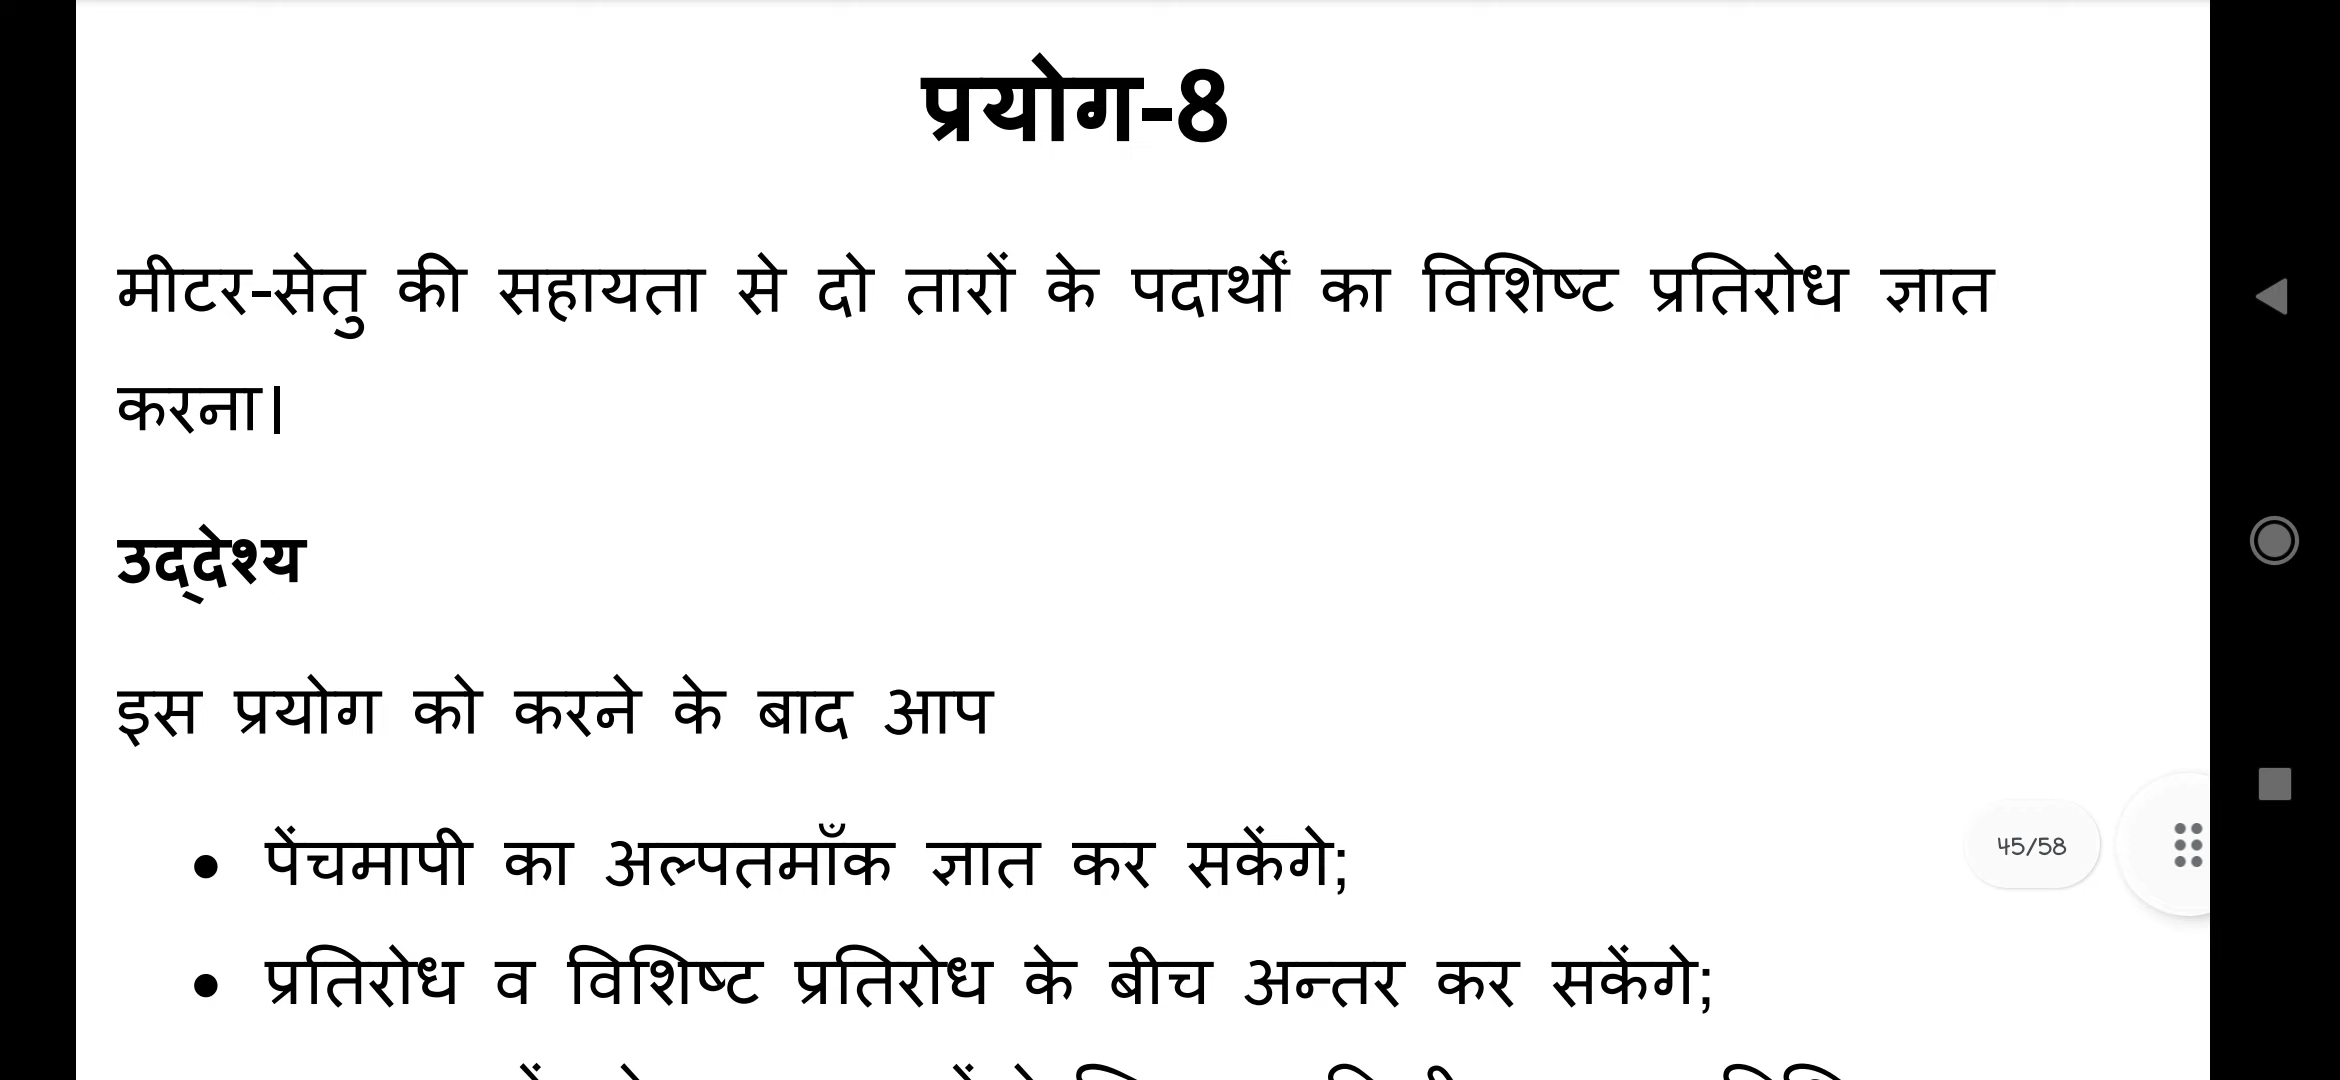 प्रयोग-8
मीटर-सेतु की सहायता से दो तारों के पदार्थों का विशिष्ट प्रतिरोध ज्ञात
करना।
उद्देश्य
इस प्रयोग को करने के बाद आप
• पेंचमापी का अल्पतमाँक ज्ञात कर सकेंगे;
45/58
• प्रतिरोध व विशिष्ट प्रतिरोध के बीच अन्तर कर सकेंगे;